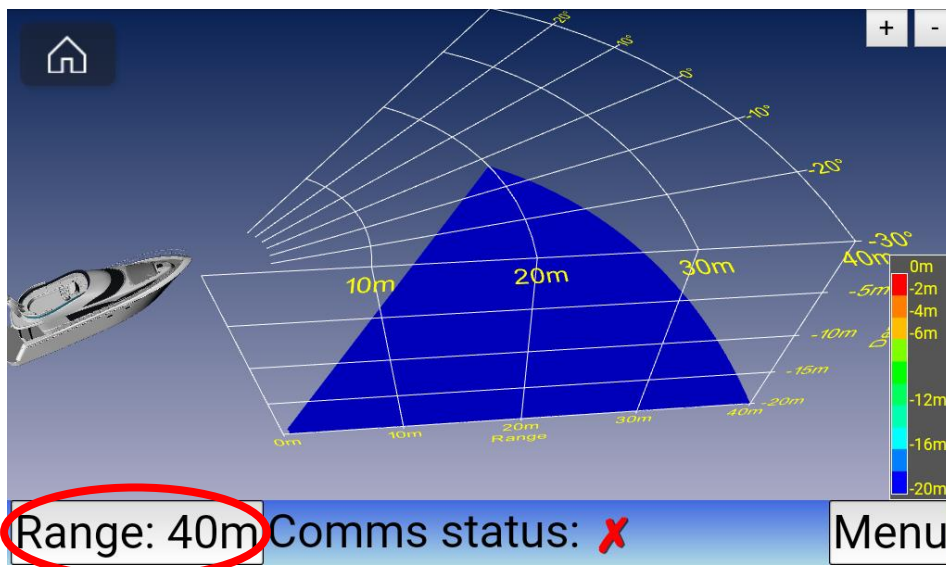 + -
20°
10°
0°
-10°
-20°
-30°
10m
20m
30m
40m
-5m
-10m
-15m
-20m
0m
10m
20m
30m
40m
Range
0m
-2m
-4m
-6m
-12m
-16m
-20m
Range: 40m
Comms status: ✗
Menu